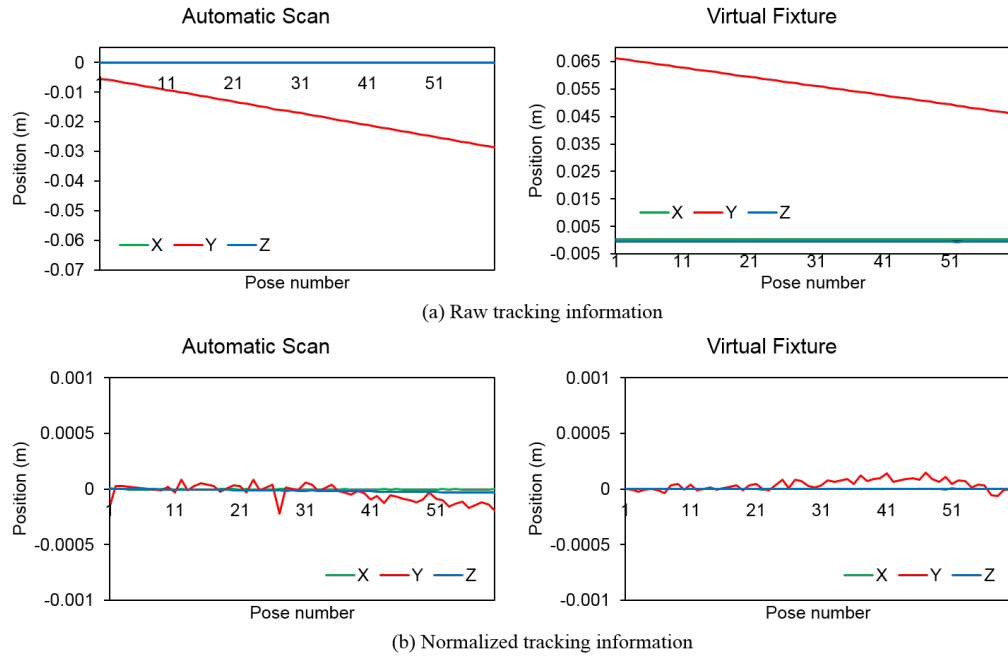 Automatic Scan
Position (m)
0
-0.01
-0.02
-0.03
-0.04
-0.05
-0.06
-0.07
1 11 21 31 41 51
X Y Z
Pose number
Virtual Fixture
Position (m)
0.065
0.055
0.045
0.035
0.025
0.015
0.005
-0.005
X Y Z
1 11 21 31 41 51
Pose number
(a) Raw tracking information
Automatic Scan
Position (m)
0.001
0.0005
0
-0.0005
-0.001
1 11 21 31 41 51
X Y Z
Pose number
Virtual Fixture
Position (m)
0.001
0.0005
0
-0.0005
-0.001
1 11 21 31 41 51
X Y Z
Pose number
(b) Normalized tracking information